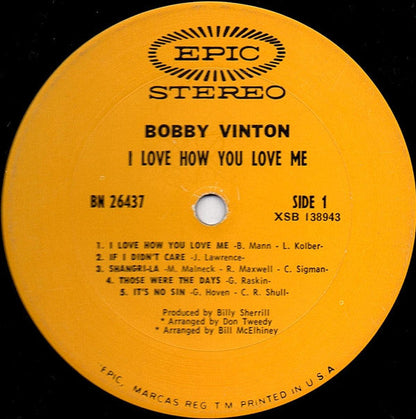 EPIC
STEREO
BOBBY VINTON
I LOVE HOW YOU LOVE ME
BN 26437
SIDE 1
XSB 138943
1. I LOVE HOW YOU LOVE ME -B. Mann - L. Kolber-
2. IF I DIDN'T CARE -J. Lawrence-
3. SHANGRI-LA -M. Malneck - R. Maxwell - C. Sigman-
4. THOSE WERE THE DAYS -G. Raskin-
5. IT'S NO SIN -G. Hoven - C. R. Shull-
Produced by Billy Sherrill
* Arranged by Don Tweedy
* Arranged by Bill McElhiney
EPIC, MARCAS REG. T M PRINTED IN U S A